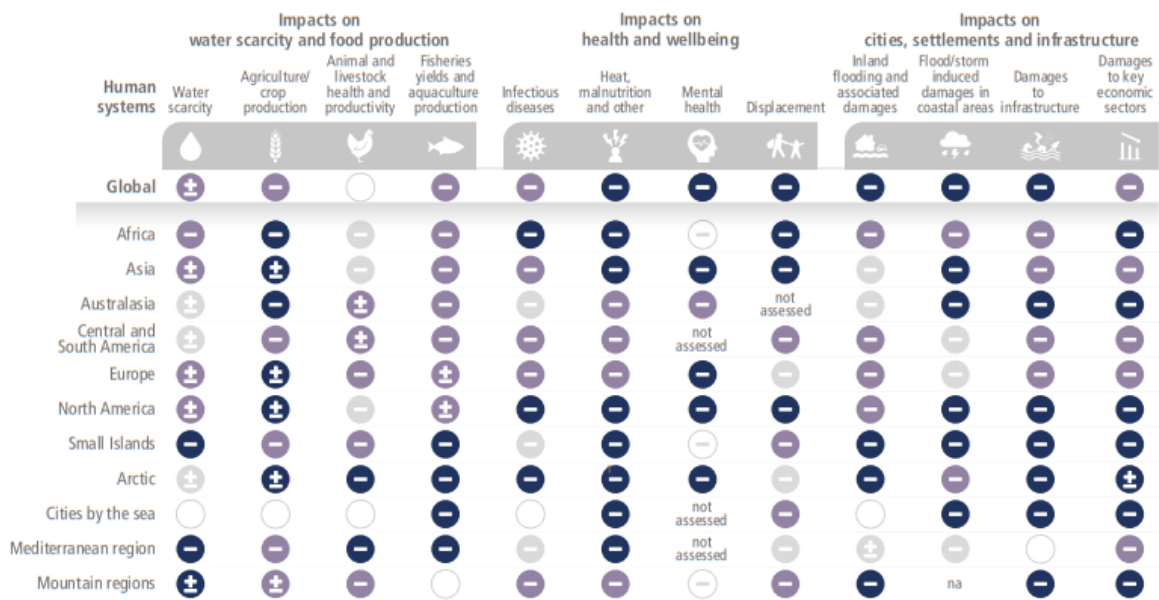 Impacts on
water scarcity and food production
Impacts on
health and wellbeing
Impacts on
cities, settlements and infrastructure
Human
systems
Water
scarcity
Agriculture/
crop
production
Animal and
livestock
health and
productivity
Fisheries
yields and
aquaculture
production
Infectious
diseases
Heat,
malnutrition
and other
Mental
health
Displacement
Inland
flooding and
associated
damages
Flood/storm
induced
damages in
coastal areas
Damages
to
infrastructure
Damages
to key
economic
sectors
Global ± − − − − − − − − − −
Africa − − − − − − − − − − − −
Asia ± ± − − − − − − − − − −
Australasia ± − ± − − − − not assessed − − − −
Central and
South America ± − ± − − − not assessed − − − − −
Europe ± ± − ± − − − − − − − −
North America ± ± − ± − − − − − − − −
Small Islands − − − − − − − − − − − −
Arctic ± ± − − − − − − − − − ±
Cities by the sea − − not assessed − − − −
Mediterranean region − − − − − − not assessed − ± − −
Mountain regions ± ± − − − − − − na − −